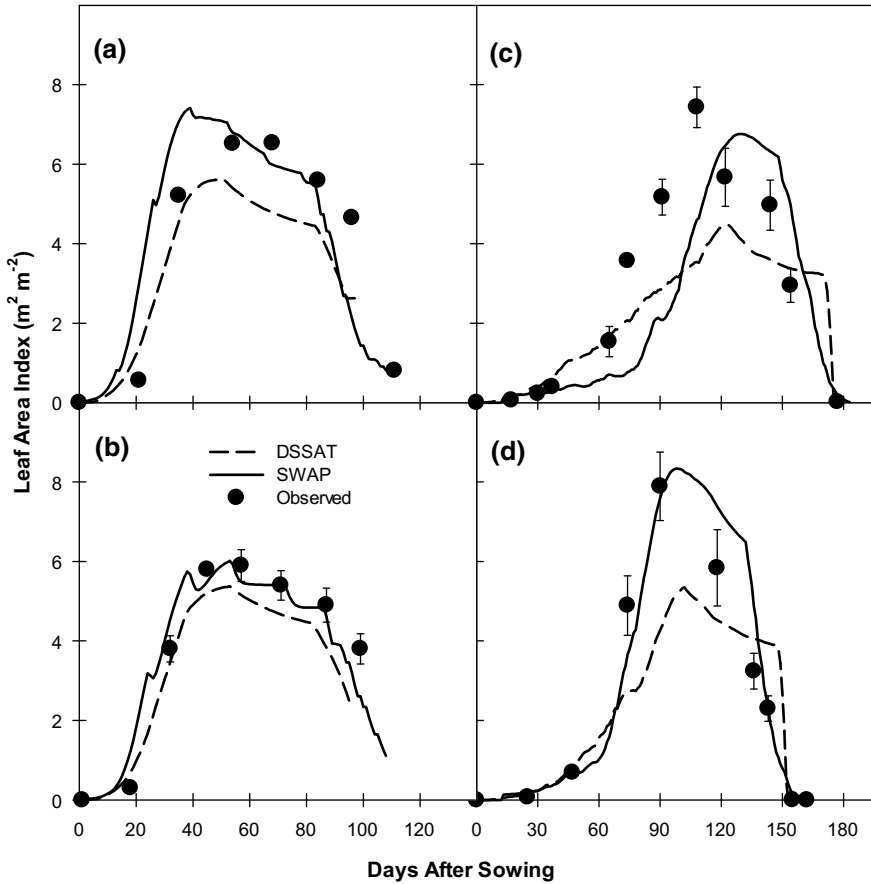 (a)
(c)
8
6
4
2
0
Leaf Area Index (m² m⁻²)
(b)
(d)
DSSAT
SWAP
Observed
8
6
4
2
0
0 20 40 60 80 100 120
0 30 60 90 120 150 180
Days After Sowing